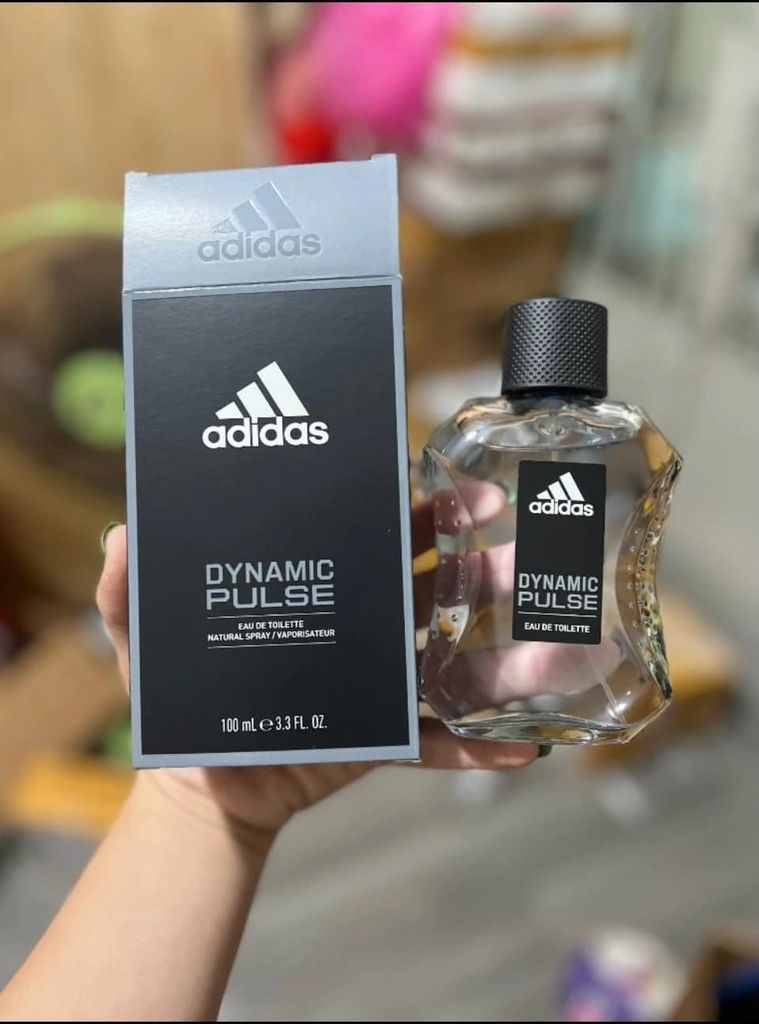 adidas
adidas
DYNAMIC
PULSE
EAU DE TOILETTE
NATURAL SPRAY / VAPORISATEUR
100 mL ℮ 3.3 FL. OZ.
adidas
DYNAMIC
PULSE
EAU DE TOILETTE